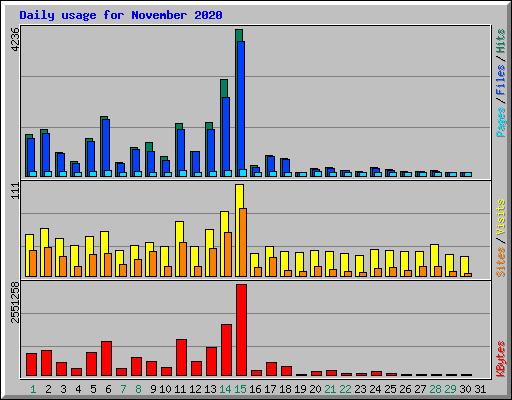 Daily usage for November 2020
4236
Pages / Files / Hits
111
Sites / Visits
2551258
KBytes
1 2 3 4 5 6 7 8 9 10 11 12 13 14 15 16 17 18 19 20 21 22 23 24 25 26 27 28 29 30 31